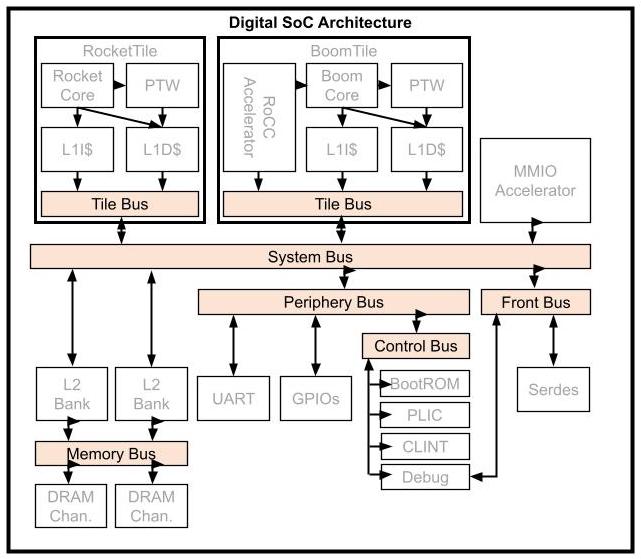 Digital SoC Architecture
RocketTile
BoomTile
Rocket
Core
PTW
RoCC
Accelerator
Boom
Core
PTW
L1I$
L1D$
L1I$
L1D$
MMIO
Accelerator
Tile Bus
Tile Bus
System Bus
Periphery Bus
Front Bus
Control Bus
L2
Bank
L2
Bank
UART
GPIOs
BootROM
PLIC
CLINT
Debug
Serdes
Memory Bus
DRAM
Chan.
DRAM
Chan.